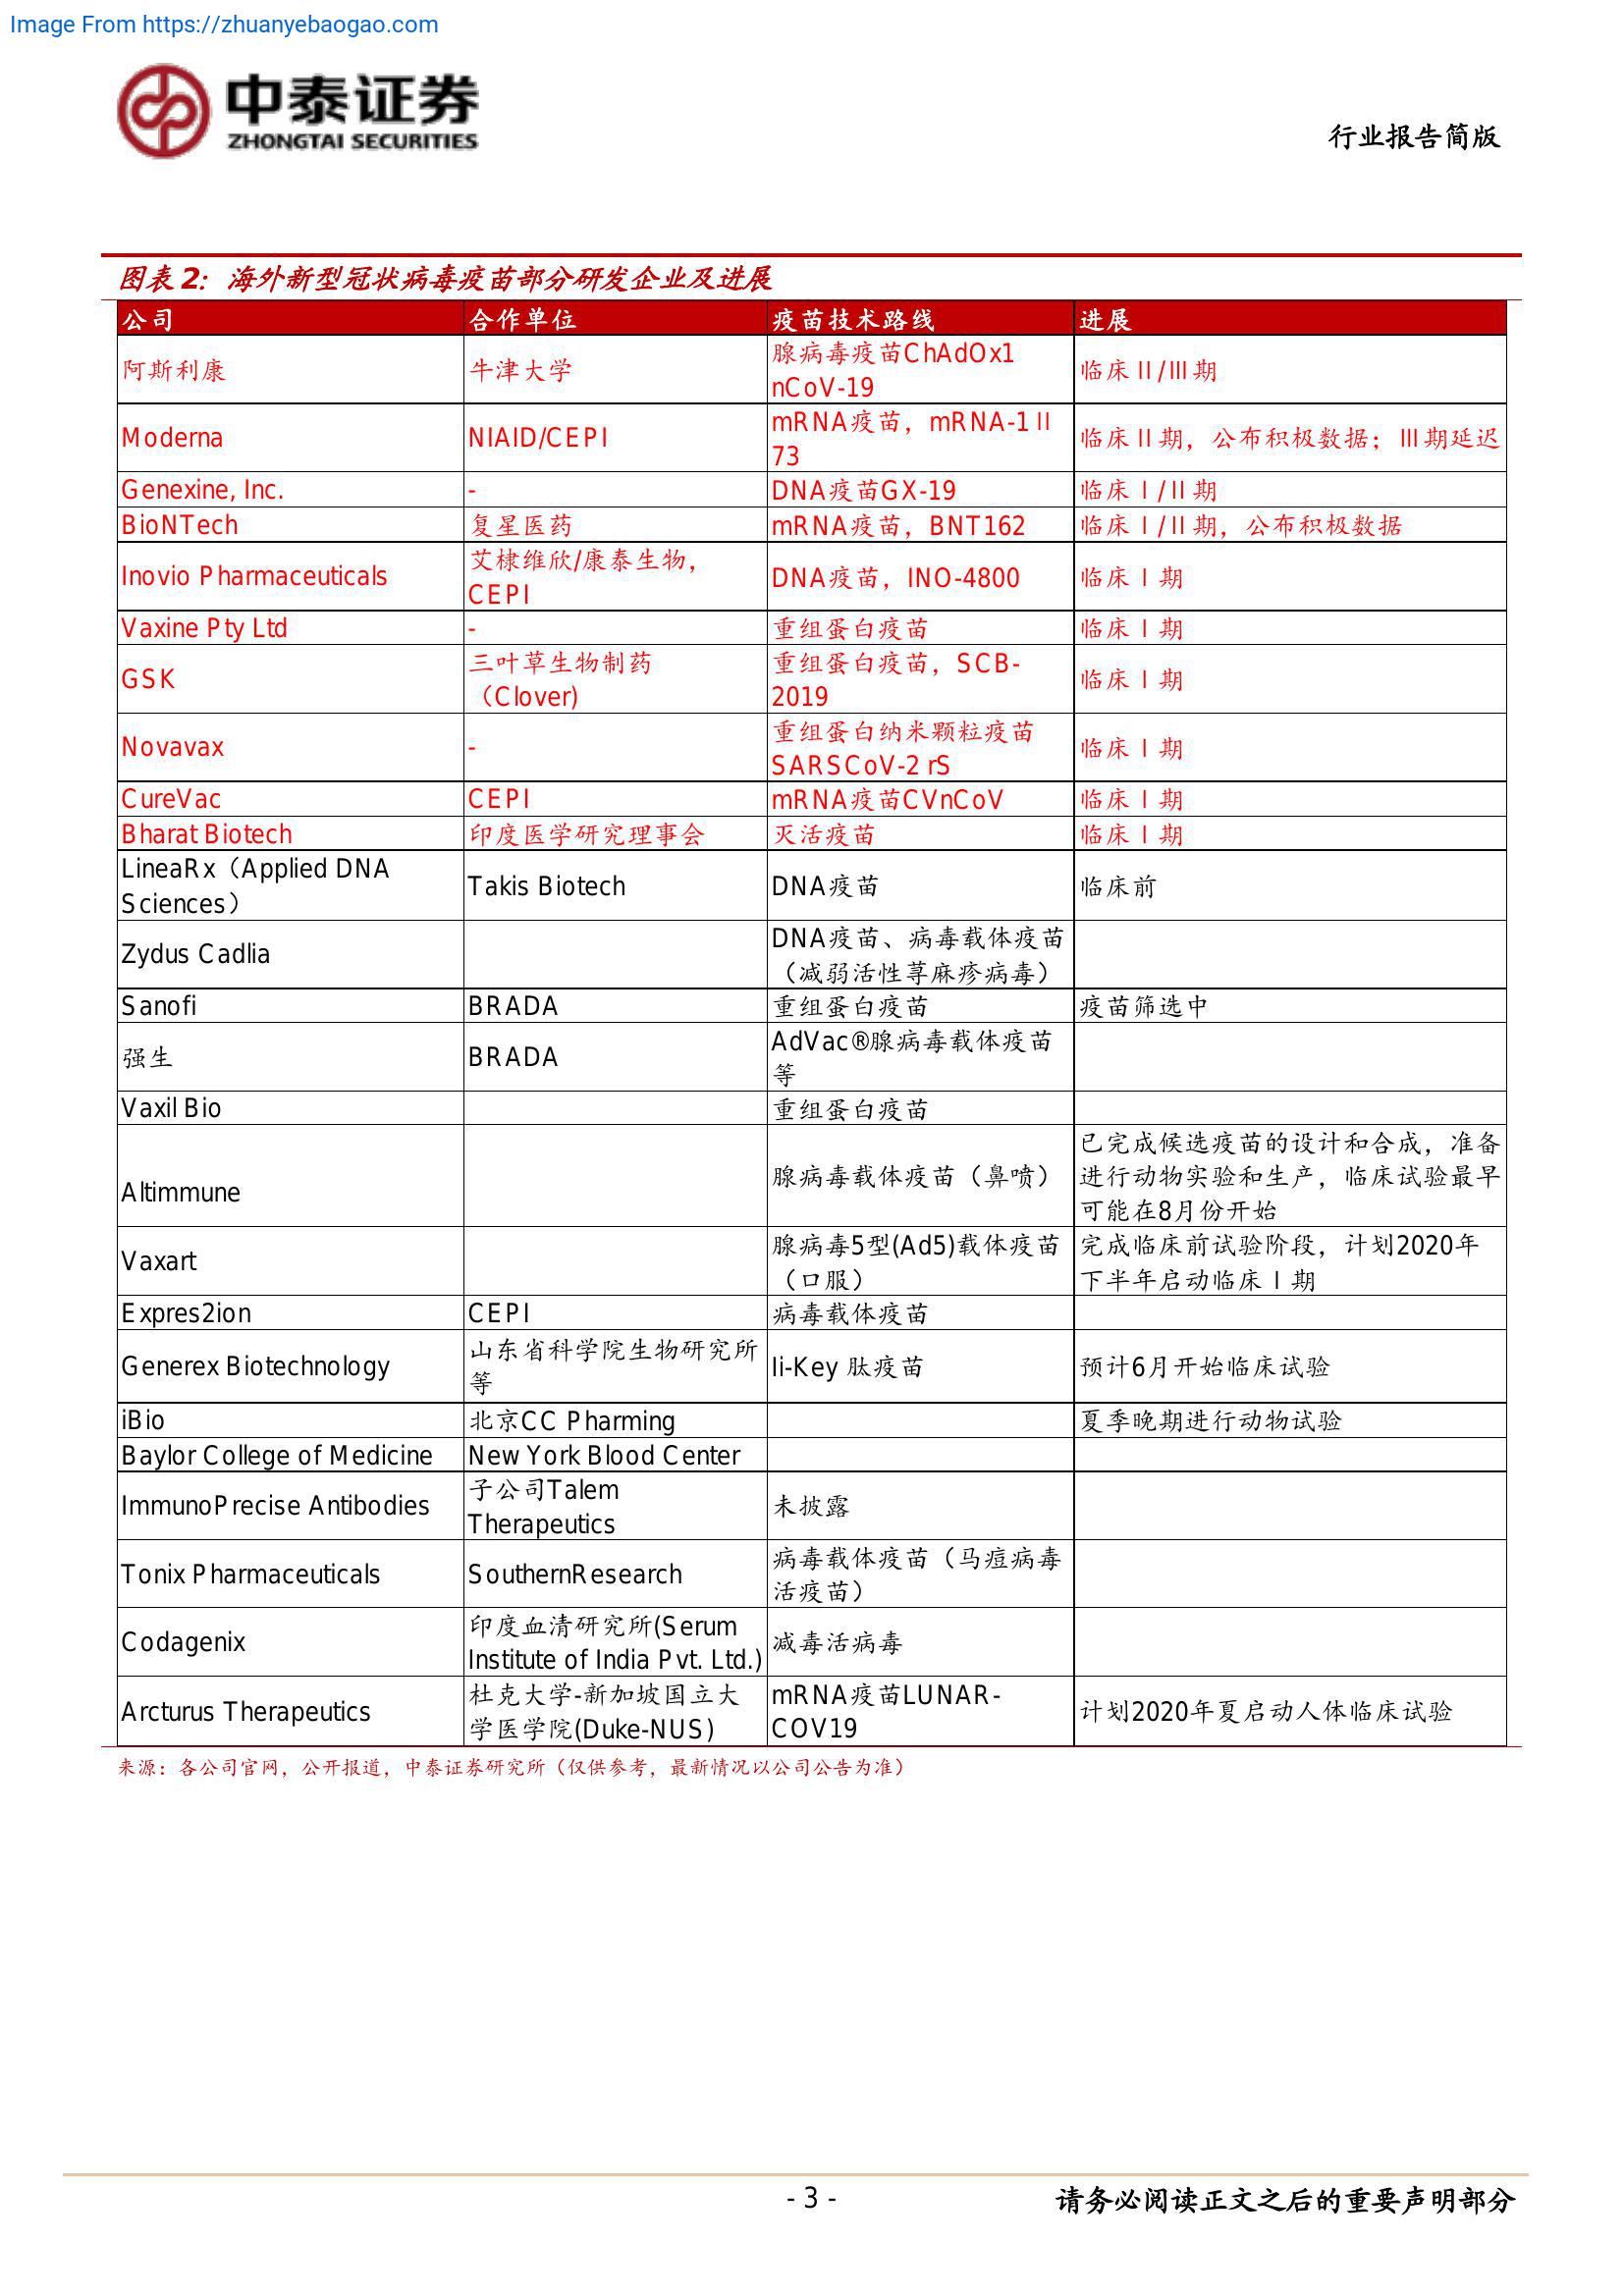 Image From https://zhuanyebaogao.com
中泰证券
ZHONGTAI SECURITIES
行业报告简版
图表 2：海外新型冠状病毒疫苗部分研发企业及进展
公司 合作单位 疫苗技术路线 进展
阿斯利康 牛津大学 腺病毒疫苗ChAdOx1
nCoV-19 临床Ⅱ/Ⅲ期
Moderna NIAID/CEPI mRNA疫苗，mRNA-1Ⅱ
73 临床Ⅱ期，公布积极数据；Ⅲ期延迟
Genexine, Inc. - DNA疫苗GX-19 临床Ⅰ/Ⅱ期
BioNTech 复星医药 mRNA疫苗，BNT162 临床Ⅰ/Ⅱ期，公布积极数据
Inovio Pharmaceuticals 艾棣维欣/康泰生物，
CEPI DNA疫苗，INO-4800 临床Ⅰ期
Vaxine Pty Ltd - 重组蛋白疫苗 临床Ⅰ期
GSK 三叶草生物制药
（Clover) 重组蛋白疫苗，SCB-
2019 临床Ⅰ期
Novavax - 重组蛋白纳米颗粒疫苗
SARSCoV-2 rS 临床Ⅰ期
CureVac CEPI mRNA疫苗CVnCoV 临床Ⅰ期
Bharat Biotech 印度医学研究理事会 灭活疫苗 临床Ⅰ期
LineaRx（Applied DNA
Sciences） Takis Biotech DNA疫苗 临床前
Zydus Cadlia DNA疫苗、病毒载体疫苗
（减弱活性荨麻疹病毒）
Sanofi BRADA 重组蛋白疫苗 疫苗筛选中
强生 BRADA AdVac®腺病毒载体疫苗
等
Vaxil Bio 重组蛋白疫苗
Altimmune 腺病毒载体疫苗（鼻喷） 已完成候选疫苗的设计和合成，准备
进行动物实验和生产，临床试验最早
可能在8月份开始
Vaxart 腺病毒5型(Ad5)载体疫苗
（口服） 完成临床前试验阶段，计划2020年
下半年启动临床Ⅰ期
Expres2ion CEPI 病毒载体疫苗
Generex Biotechnology 山东省科学院生物研究所
等 Ii-Key 肽疫苗 预计6月开始临床试验
iBio 北京CC Pharming 夏季晚期进行动物试验
Baylor College of Medicine New York Blood Center
ImmunoPrecise Antibodies 子公司Talem
Therapeutics 未披露
Tonix Pharmaceuticals SouthernResearch 病毒载体疫苗（马痘病毒
活疫苗）
Codagenix 印度血清研究所(Serum
Institute of India Pvt. Ltd.) 减毒活病毒
Arcturus Therapeutics 杜克大学-新加坡国立大
学医学院(Duke-NUS) mRNA疫苗LUNAR-
COV19 计划2020年夏启动人体临床试验
来源：各公司官网，公开报道，中泰证券研究所（仅供参考，最新情况以公司公告为准）
- 3 -
请务必阅读正文之后的重要声明部分